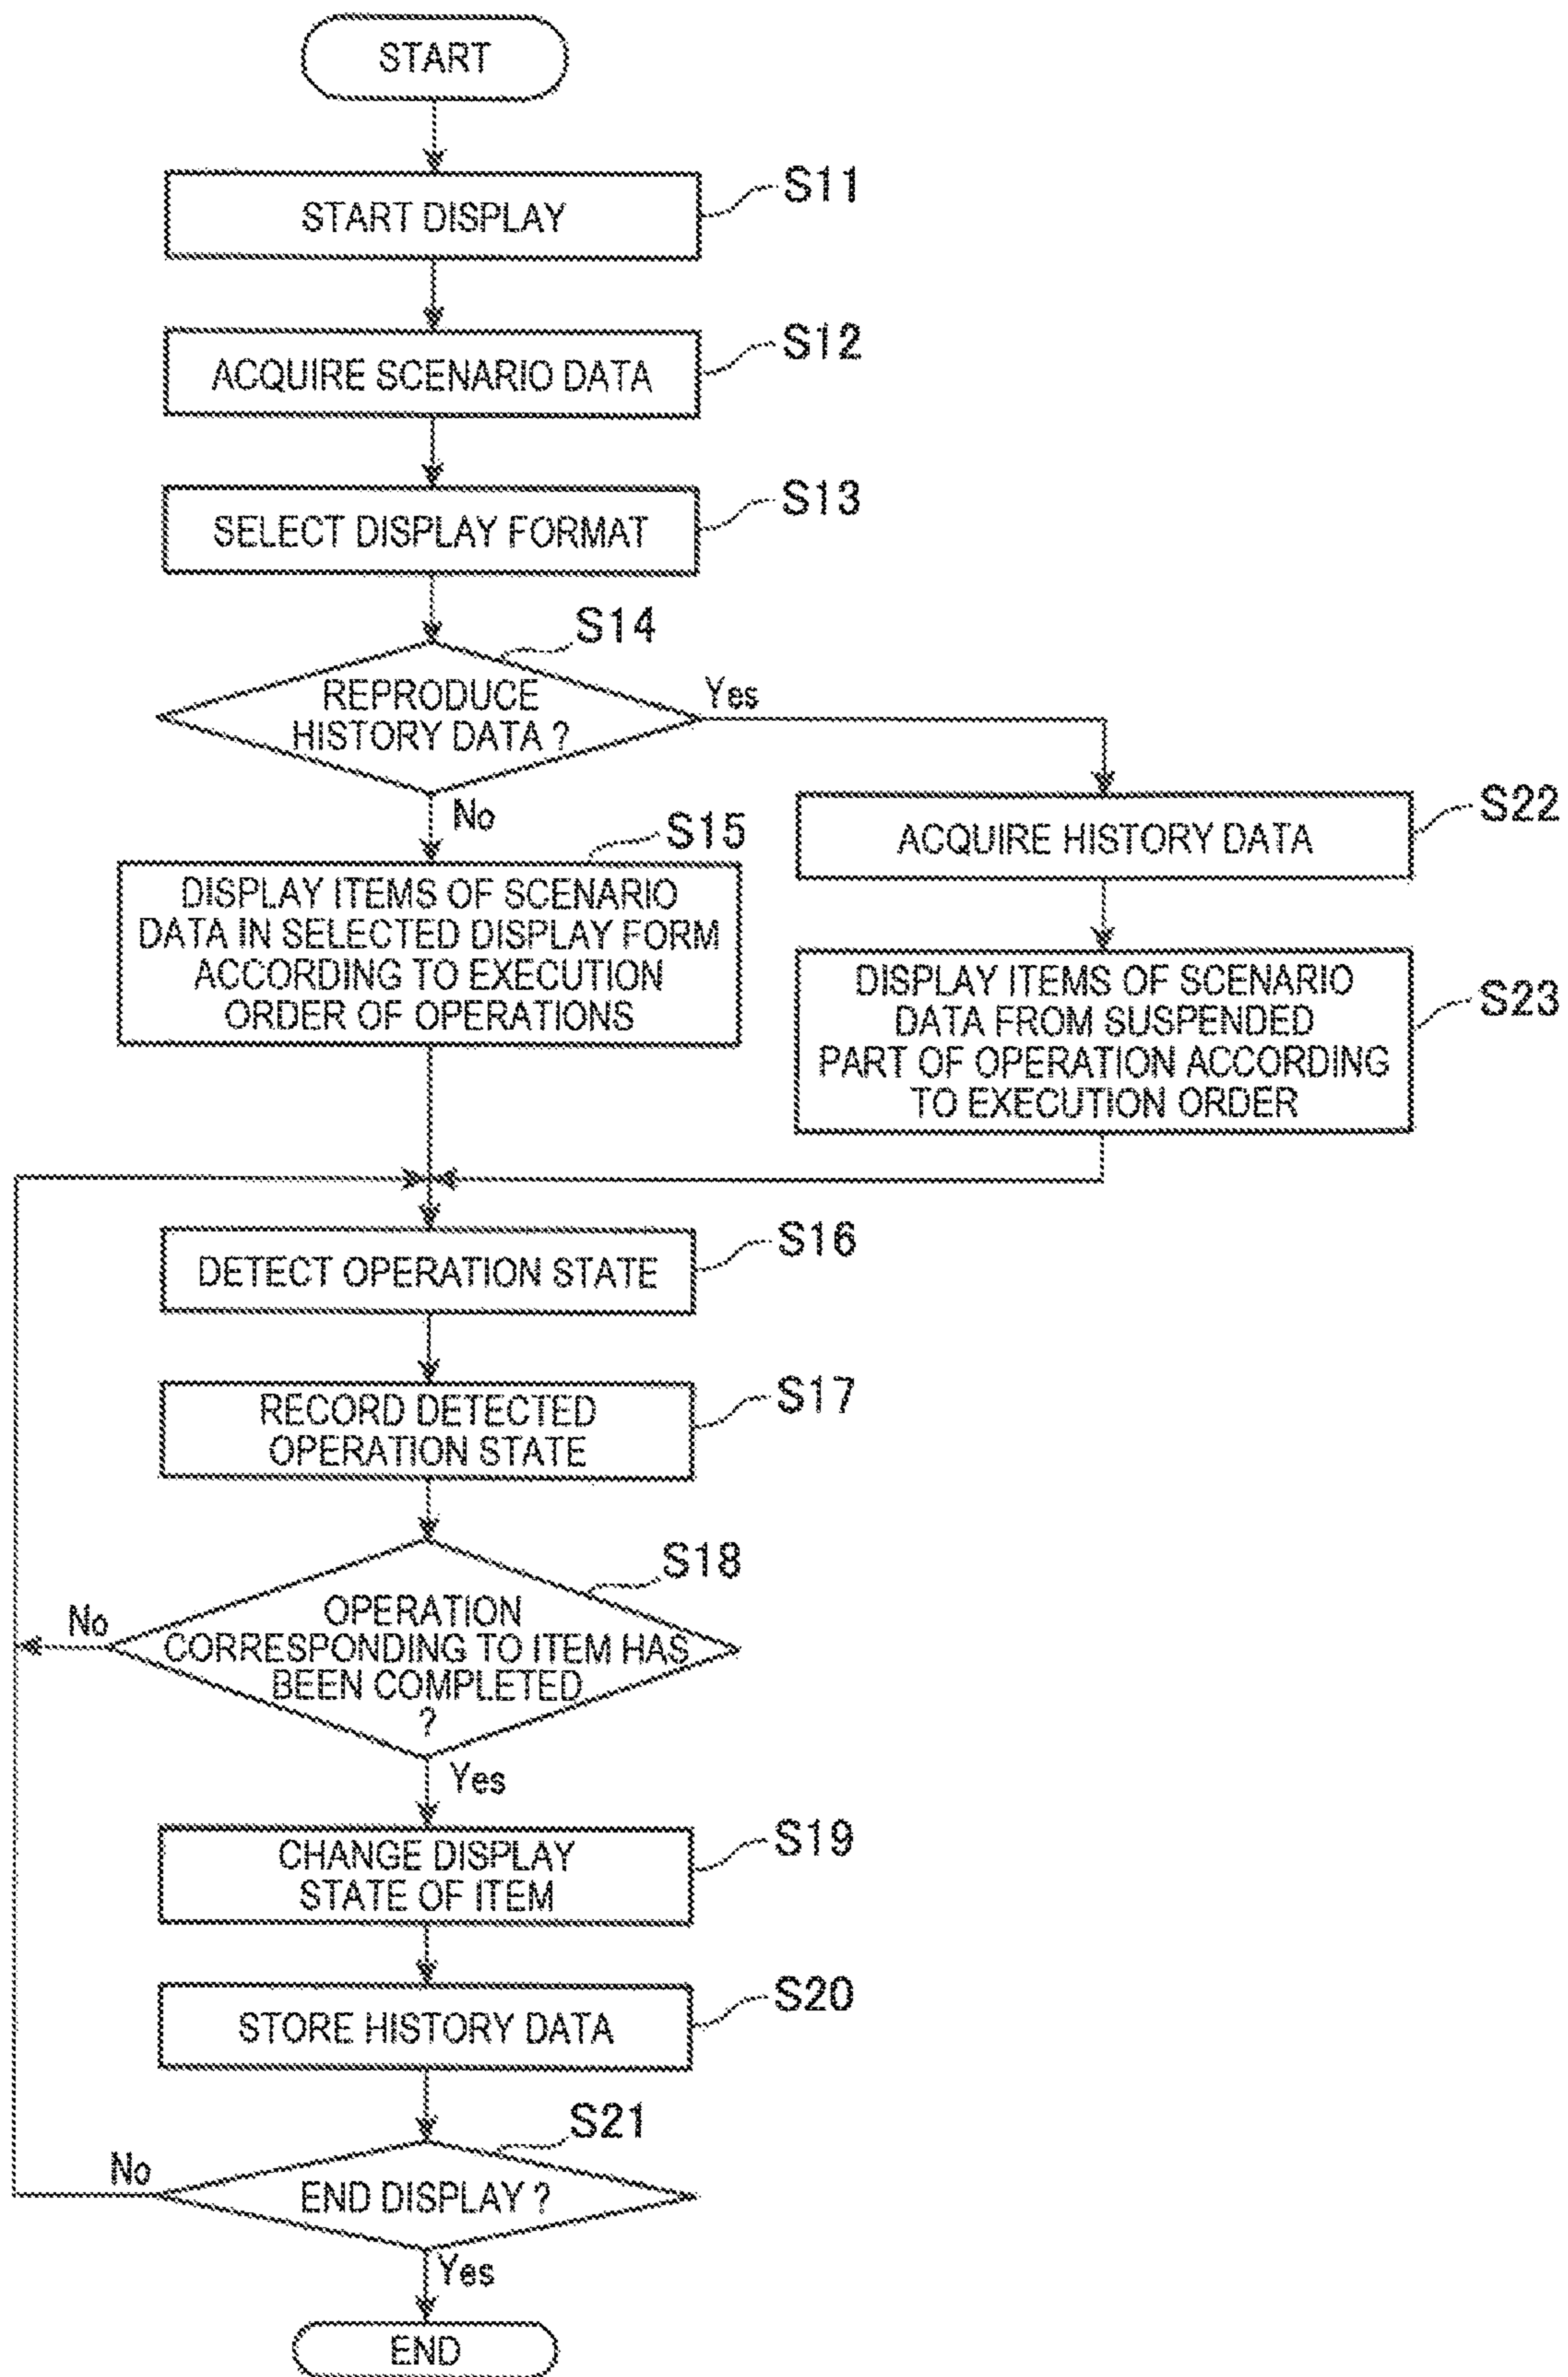 START
S11
START DISPLAY
S12
ACQUIRE SCENARIO DATA
S13
SELECT DISPLAY FORMAT
S14
REPRODUCE
HISTORY DATA ?
Yes
No
S15
DISPLAY ITEMS OF SCENARIO
DATA IN SELECTED DISPLAY FORM
ACCORDING TO EXECUTION
ORDER OF OPERATIONS
S22
ACQUIRE HISTORY DATA
S23
DISPLAY ITEMS OF SCENARIO
DATA FROM SUSPENDED
PART OF OPERATION ACCORDING
TO EXECUTION ORDER
S16
DETECT OPERATION STATE
S17
RECORD DETECTED
OPERATION STATE
S18
No
OPERATION
CORRESPONDING TO ITEM HAS
BEEN COMPLETED
?
Yes
S19
CHANGE DISPLAY
STATE OF ITEM
S20
STORE HISTORY DATA
S21
No
END DISPLAY ?
Yes
END